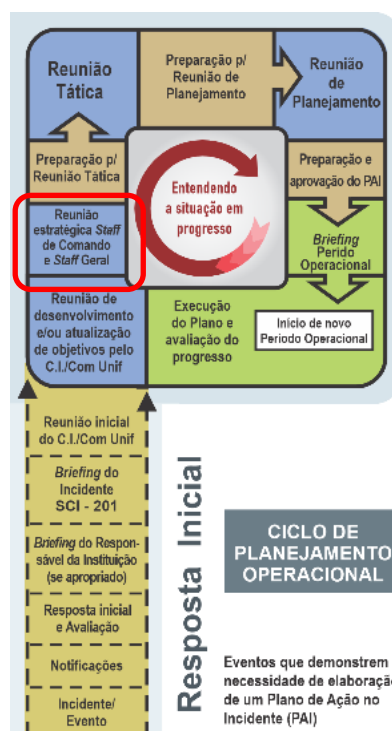 Reunião
Tática
Preparação p/
Reunião de
Planejamento
Reunião
de
Planejamento
Preparação p/
Reunião Tática
Entendendo
a situação em
progresso
Preparação e
aprovação do PAI
Reunião
estratégica Staff
de Comando
e Staff Geral
Briefing
Perído
Operacional
Reunião de
desenvolvimento
e/ou atualização
de objetivos pelo
C.I./Com Unif
Execução
do Plano e
avaliação do
progresso
Início de novo
Periodo Operacional
Reunião inicial
do C.I./Com Unif
Briefing do
Incidente
SCI - 201
Briefing do Respon-
sável da Instituição
(se apropriado)
Resposta inicial
e Avaliação
Notificações
Incidente/
Evento
Resposta Inicial
CICLO DE
PLANEJAMENTO
OPERACIONAL
Eventos que demonstrem
necessidade de elaboração
de um Plano de Ação no
Incidente (PAI)